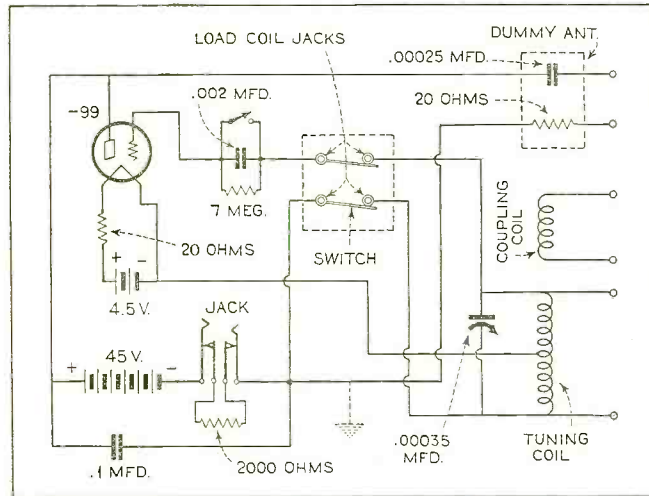 LOAD COIL JACKS
DUMMY ANT.
.00025 MFD.
-99
.002 MFD.
20 OHMS
7 MEG.
20 OHMS
SWITCH
COUPLING
COIL
+ -
4.5 V.
JACK
+ 45 V. -
.1 MFD.
2000 OHMS
.00035
MFD.
TUNING
COIL